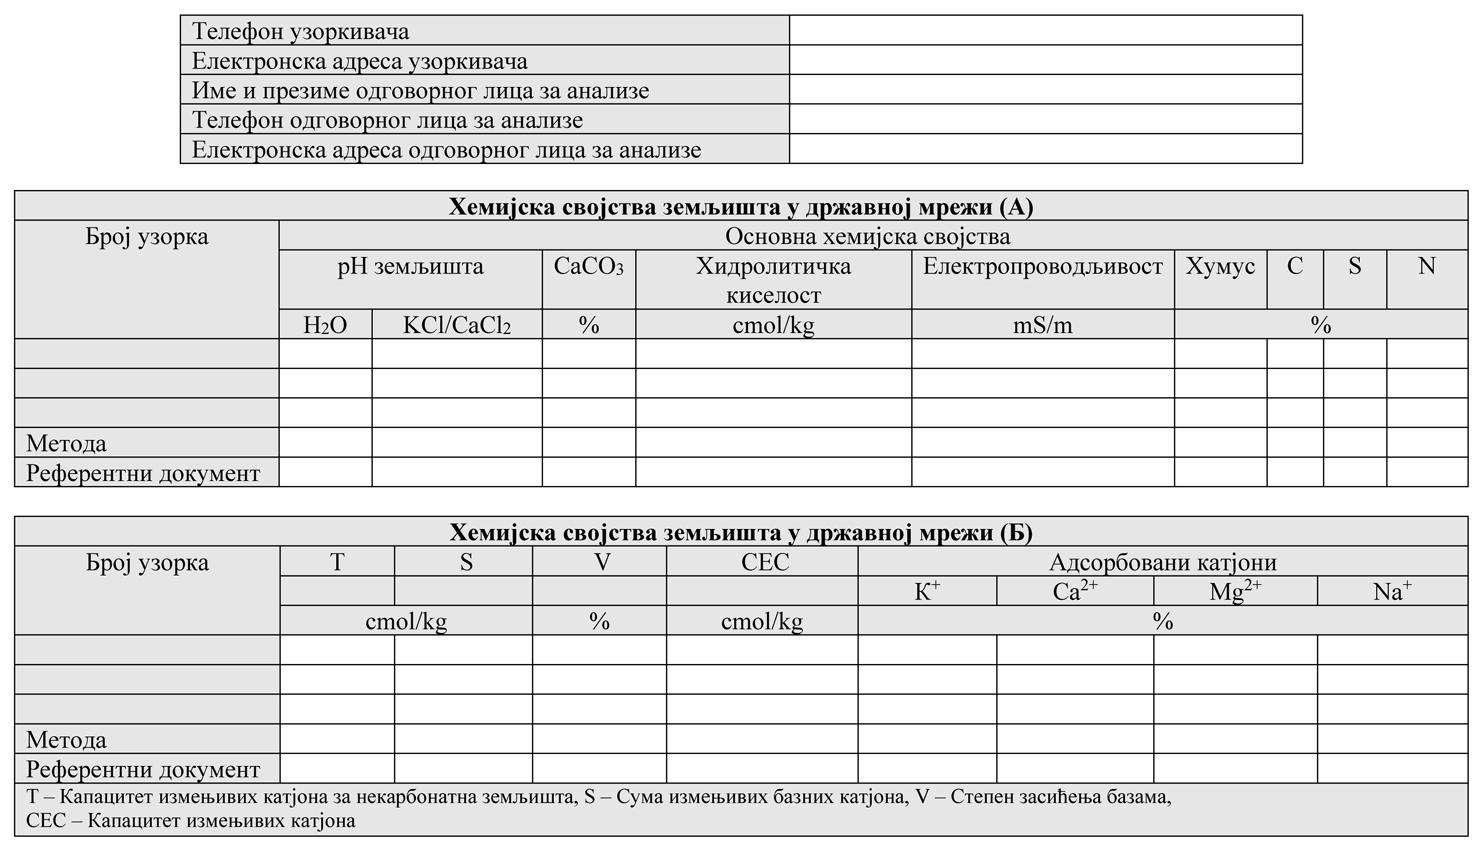 Телефон узоркивача
Електронска адреса узоркивача
Име и презиме одговорног лица за анализе
Телефон одговорног лица за анализе
Електронска адреса одговорног лица за анализе
Хемијска својства земљишта у државној мрежи (А)
Број узорка Основна хемијска својства
pH земљишта CaCO₃ Хидролитичка киселост Електропроводљивост Хумус C S N
H₂O KCl/CaCl₂ % cmol/kg mS/m %
Метода
Референтни документ
Хемијска својства земљишта у државној мрежи (Б)
Број узорка T S V CEC Адсорбовани катјони
К⁺ Ca²⁺ Mg²⁺ Na⁺
cmol/kg % cmol/kg %
Метода
Референтни документ
Т – Капацитет измењивих катјона за некарбонатна земљишта, S – Сума измењивих базних катјона, V – Степен засићења базама,
CEC – Капацитет измењивих катјона